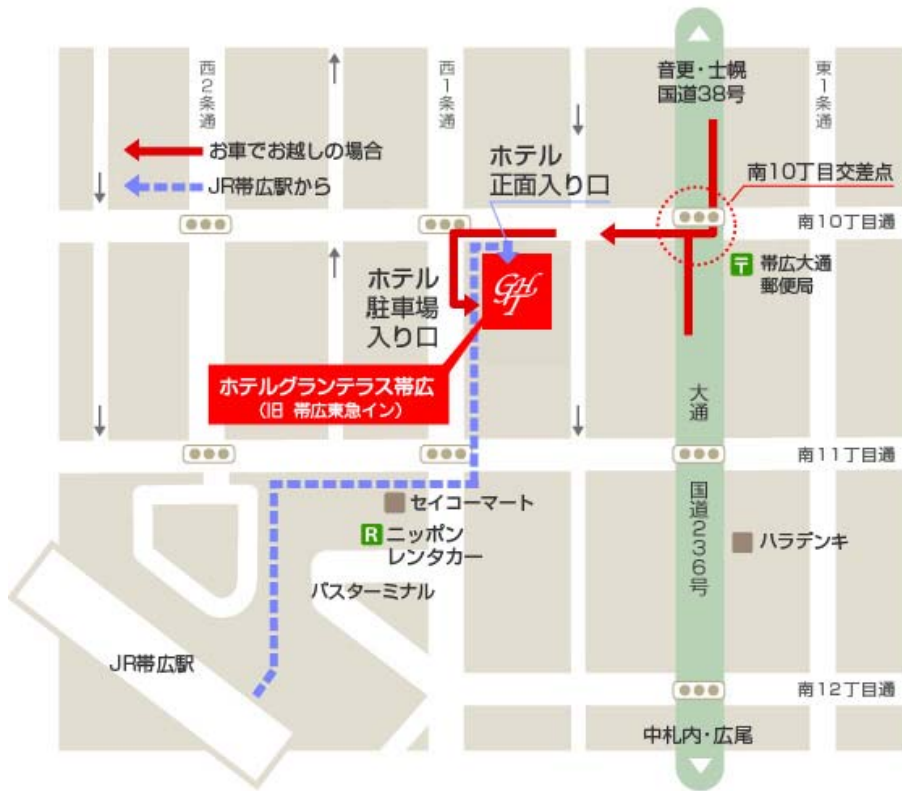 西2条通
西1条通
音更・士幌
国道38号
東1条通
お車でお越しの場合
JR帯広駅から
ホテル
正面入り口
南10丁目交差点
南10丁目通
帯広大通
郵便局
ホテル
駐車場
入り口
GHT
ホテルグランテラス帯広
(旧 帯広東急イン)
大通
南11丁目通
セイコーマート
R ニッポン
レンタカー
国道236号
ハラデンキ
バスターミナル
JR帯広駅
南12丁目通
中札内・広尾